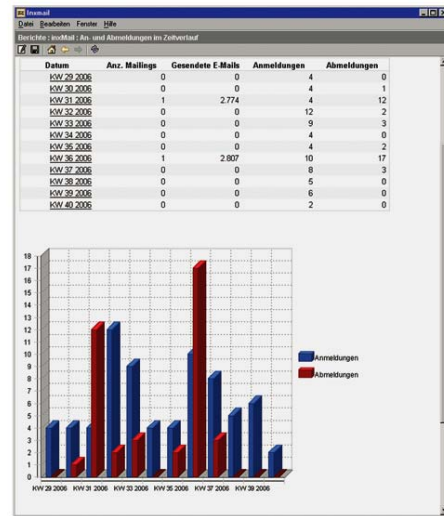 Inxmail
Datei Bearbeiten Fenster Hilfe
Berichte : inxMail : An- und Abmeldungen im Zeitverlauf
Datum Anz. Mailings Gesendete E-Mails Anmeldungen Abmeldungen
KW 29 2006 0 0 4 0
KW 30 2006 0 0 4 1
KW 31 2006 1 2.774 4 12
KW 32 2006 0 0 12 2
KW 33 2006 0 0 9 3
KW 34 2006 0 0 4 0
KW 35 2006 0 0 4 2
KW 36 2006 1 2.807 10 17
KW 37 2006 0 0 8 3
KW 38 2006 0 0 5 0
KW 39 2006 0 0 6 0
KW 40 2006 0 0 2 0
18
17
16
15
14
13
12
11
10
9
8
7
6
5
4
3
2
1
0
Anmeldungen
Abmeldungen
KW 29 2006 KW 31 2006 KW 33 2006 KW 35 2006 KW 37 2006 KW 39 2006